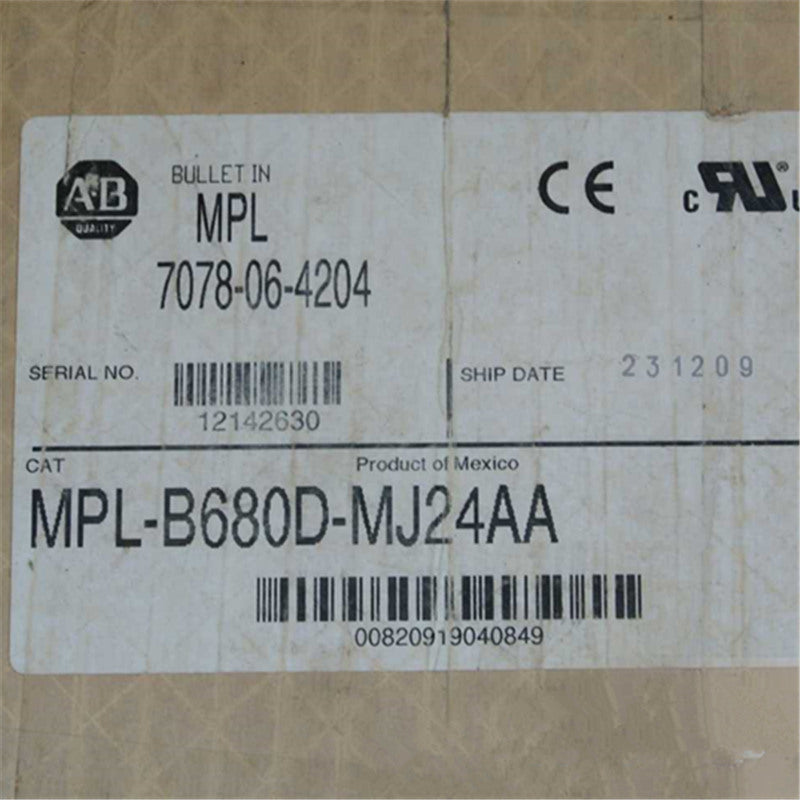 AB
QUALITY
BULLET IN
MPL
7078-06-4204
CE
c RU ® U
SERIAL NO.
12142630
SHIP DATE 231209
CAT
Product of Mexico
MPL-B680D-MJ24AA
00820919040849